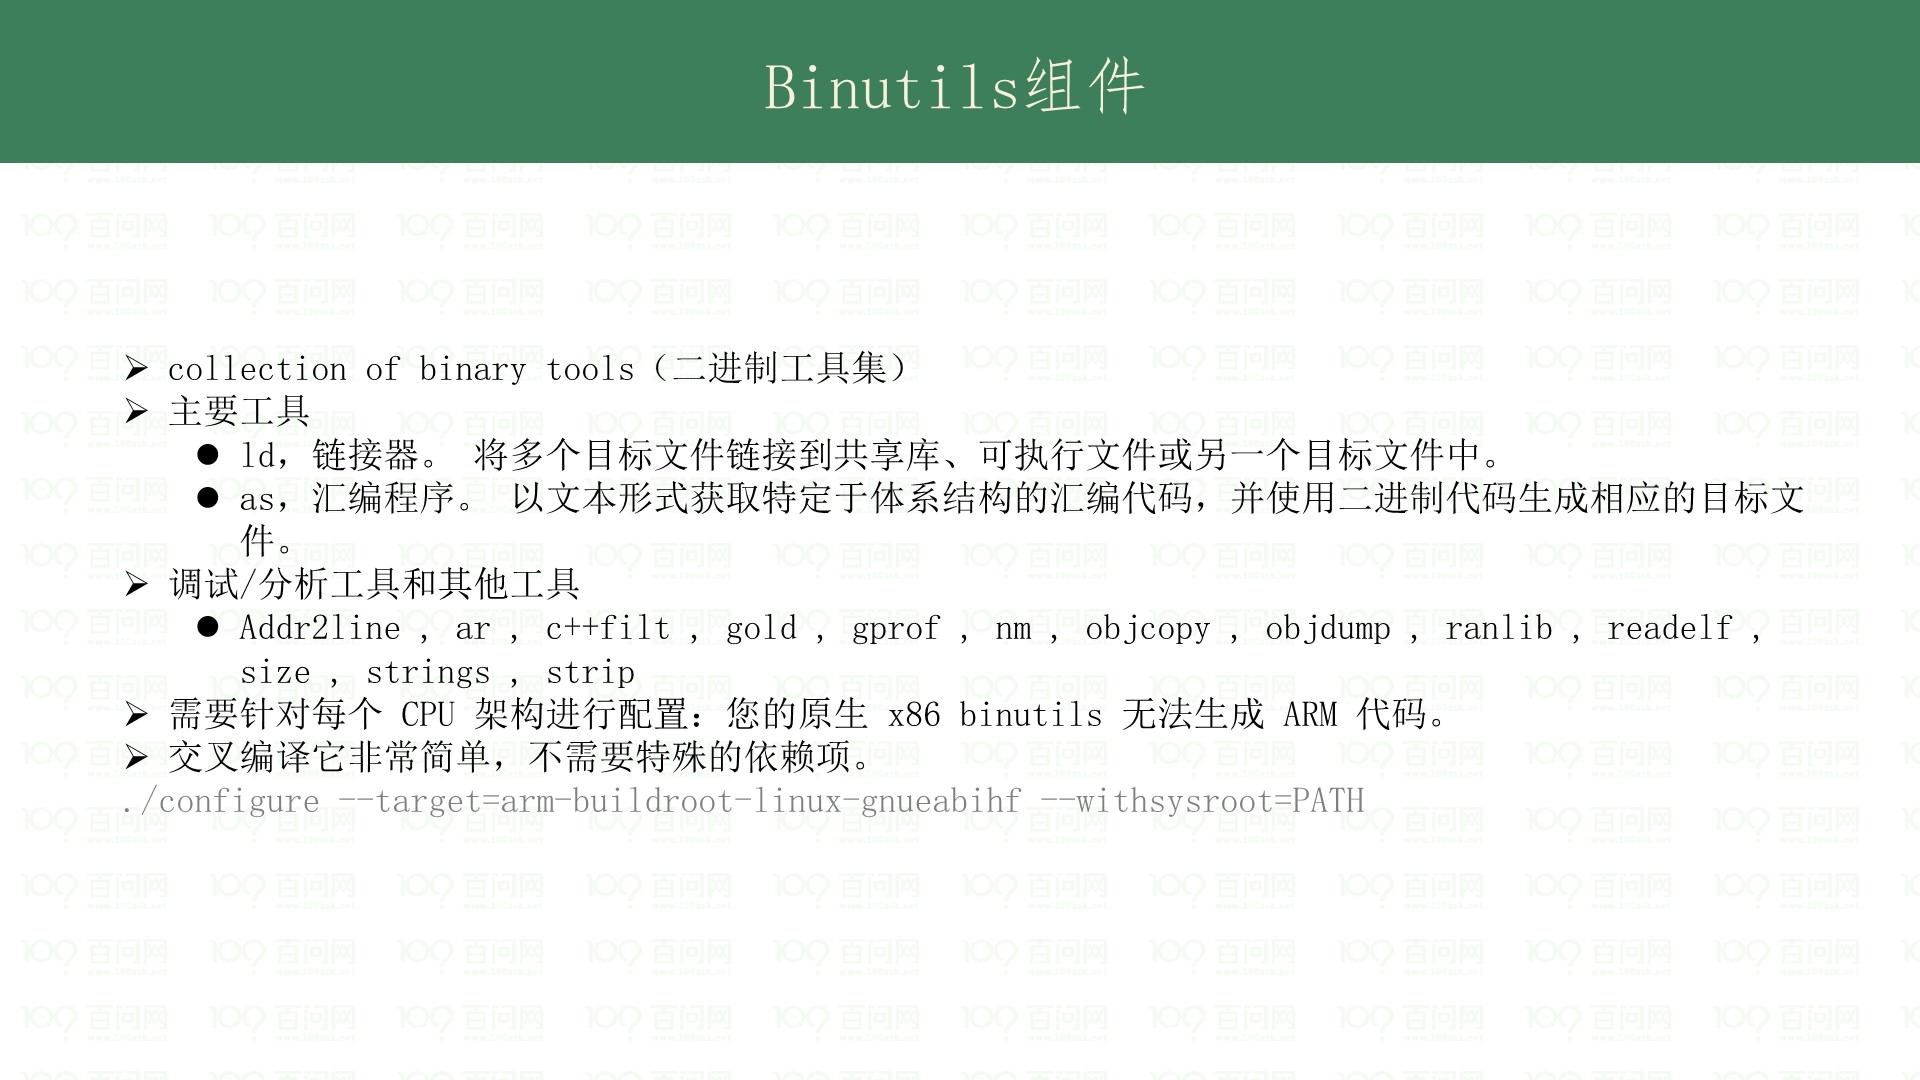 Binutils组件
collection of binary tools（二进制工具集）
主要工具
ld，链接器。 将多个目标文件链接到共享库、可执行文件或另一个目标文件中。
as，汇编程序。 以文本形式获取特定于体系结构的汇编代码，并使用二进制代码生成相应的目标文
件。
调试/分析工具和其他工具
Addr2line , ar , c++filt , gold , gprof , nm , objcopy , objdump , ranlib , readelf ,
size , strings , strip
需要针对每个 CPU 架构进行配置：您的原生 x86 binutils 无法生成 ARM 代码。
交叉编译它非常简单，不需要特殊的依赖项。
./configure --target=arm-buildroot-linux-gnueabihf --withsysroot=PATH
百问网
www.100ask.net